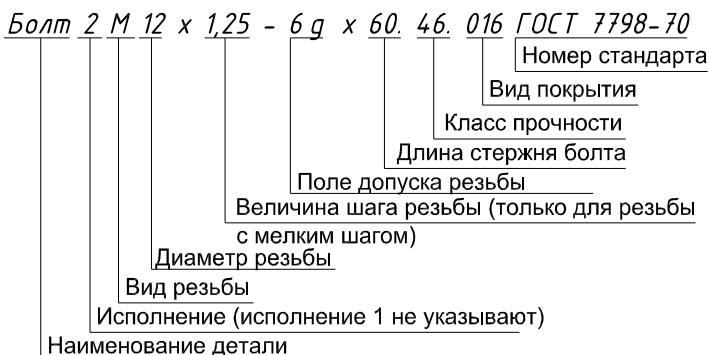 Болт 2 М 12 х 1,25 - 6g х 60. 46. 016 ГОСТ 7798-70
Номер стандарта
Вид покрытия
Класс прочности
Длина стержня болта
Поле допуска резьбы
Величина шага резьбы (только для резьбы
с мелким шагом)
Диаметр резьбы
Вид резьбы
Исполнение (исполнение 1 не указывают)
Наименование детали